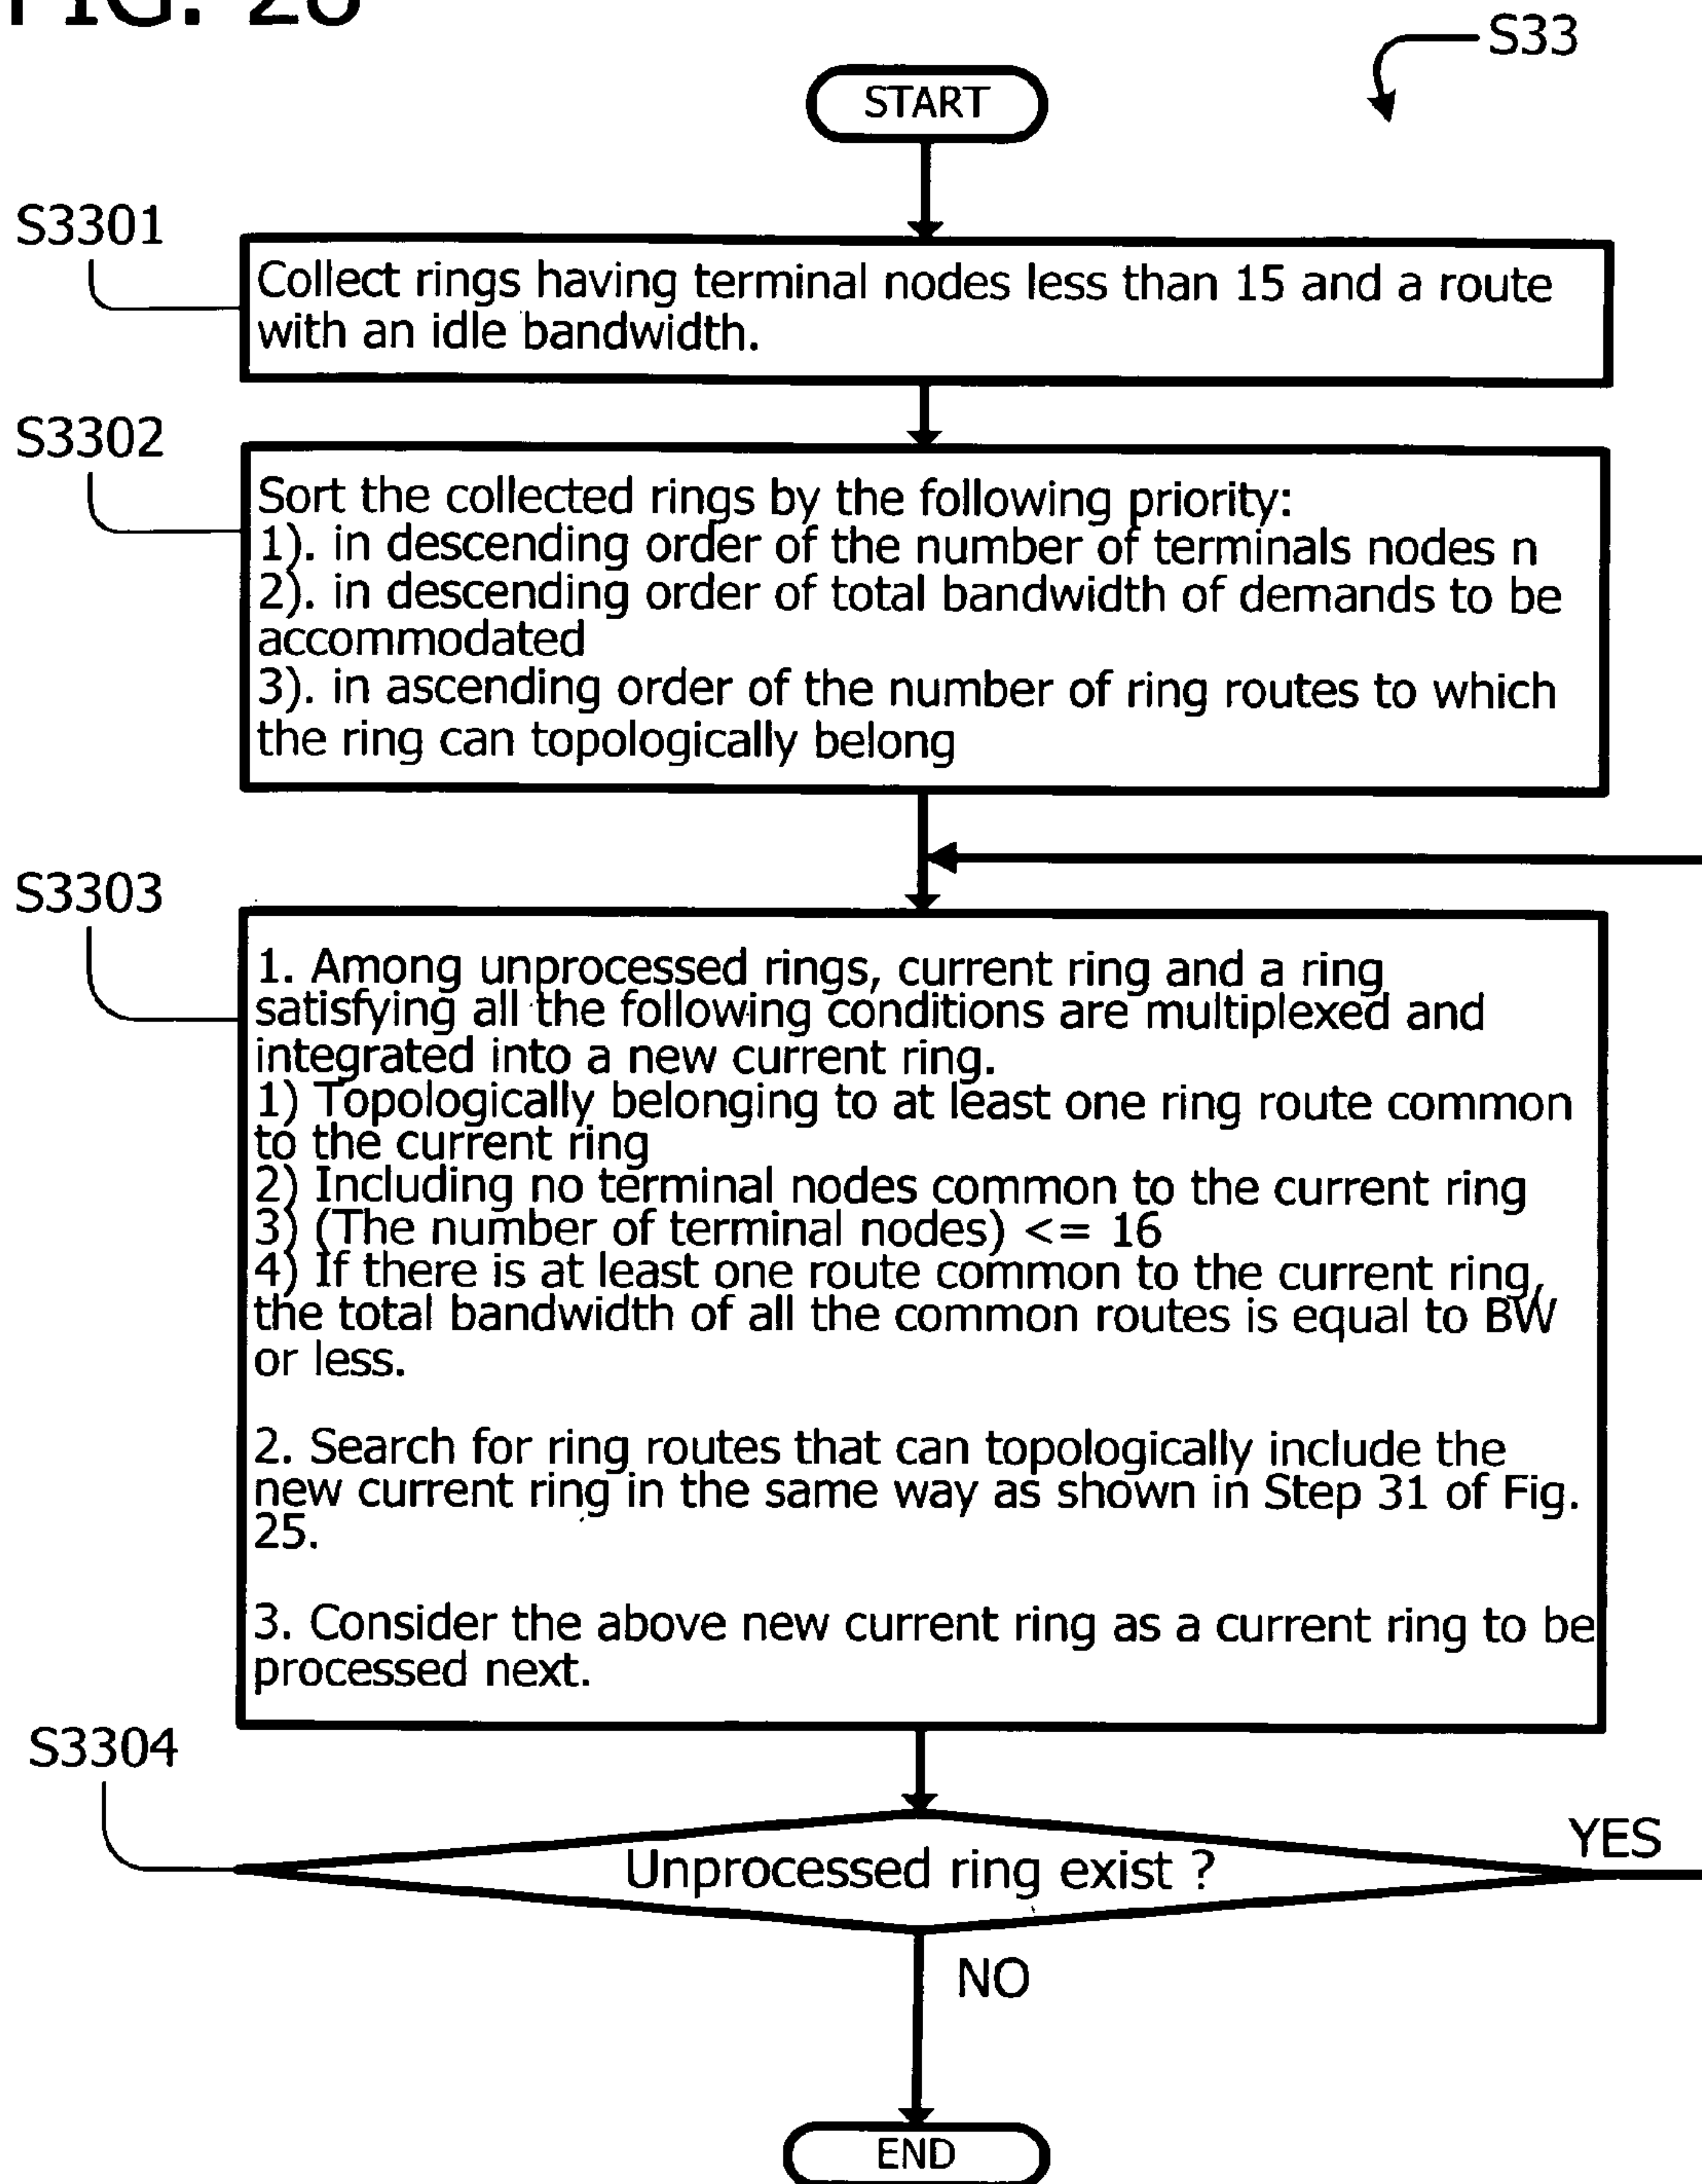 FIG.
S33
START
S3301
Collect rings having terminal nodes less than 15 and a route
with an idle bandwidth.
S3302
Sort the collected rings by the following priority:
1). in descending order of the number of terminals nodes n
2). in descending order of total bandwidth of demands to be
accommodated
3). in ascending order of the number of ring routes to which
the ring can topologically belong
S3303
1. Among unprocessed rings, current ring and a ring
satisfying all the following conditions are multiplexed and
integrated into a new current ring.
1) Topologically belonging to at least one ring route common
to the current ring
2) Including no terminal nodes common to the current ring
3) (The number of terminal nodes) <= 16
4) If there is at least one route common to the current ring,
the total bandwidth of all the common routes is equal to BW
or less.
2. Search for ring routes that can topologically include the
new current ring in the same way as shown in Step 31 of Fig.
25.
3. Consider the above new current ring as a current ring to be
processed next.
S3304
Unprocessed ring exist ?
YES
NO
END